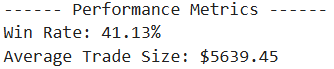 ------ Performance Metrics ------
Win Rate: 41.13%
Average Trade Size: $5639.45